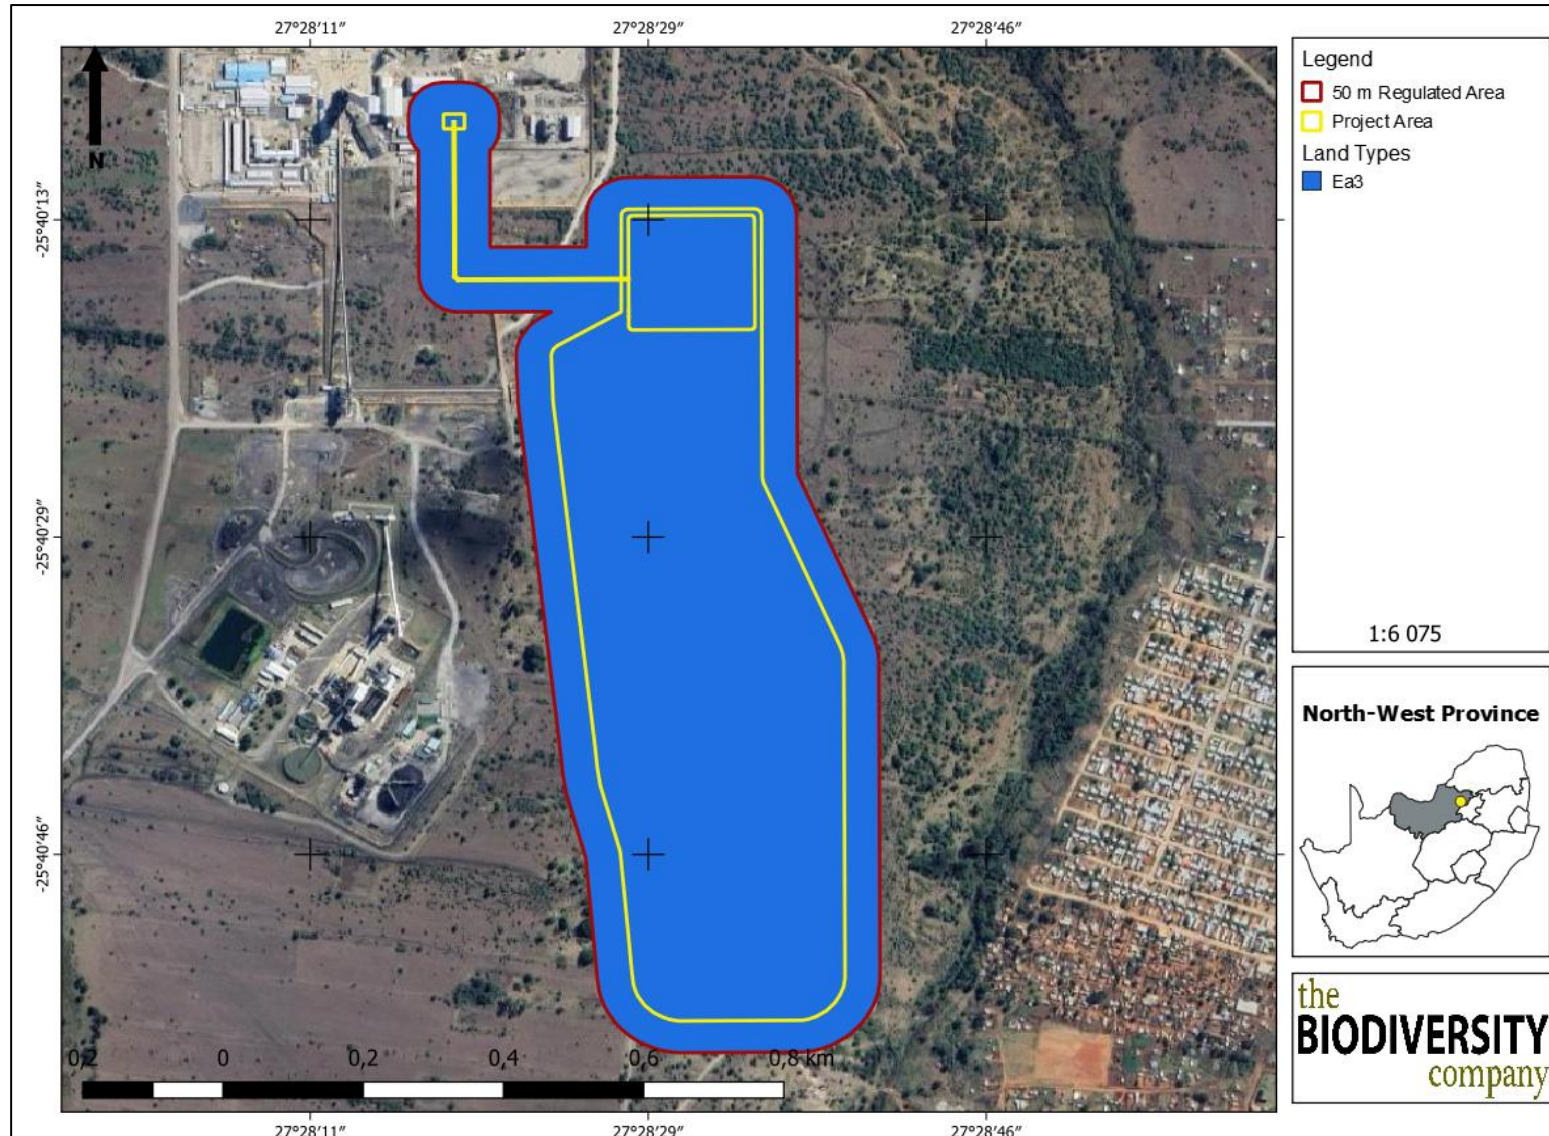 27°28'11"
27°28'29"
27°28'46"
N
-25°40'13"
-25°40'29"
-25°40'46"
0,2
0
0,2
0,4
0,6
0,8 km
27°28'11"
27°28'29"
27°28'46"
Legend
50 m Regulated Area
Project Area
Land Types
Ea3
1:6 075
North-West Province
the
BIODIVERSITY
company